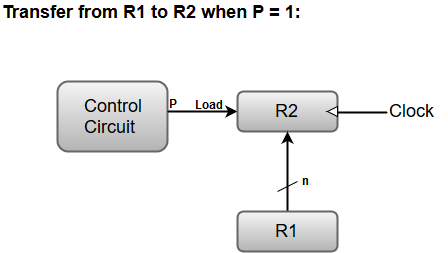 Transfer from R1 to R2 when P = 1:
Control
Circuit
P
Load
R2
Clock
n
R1